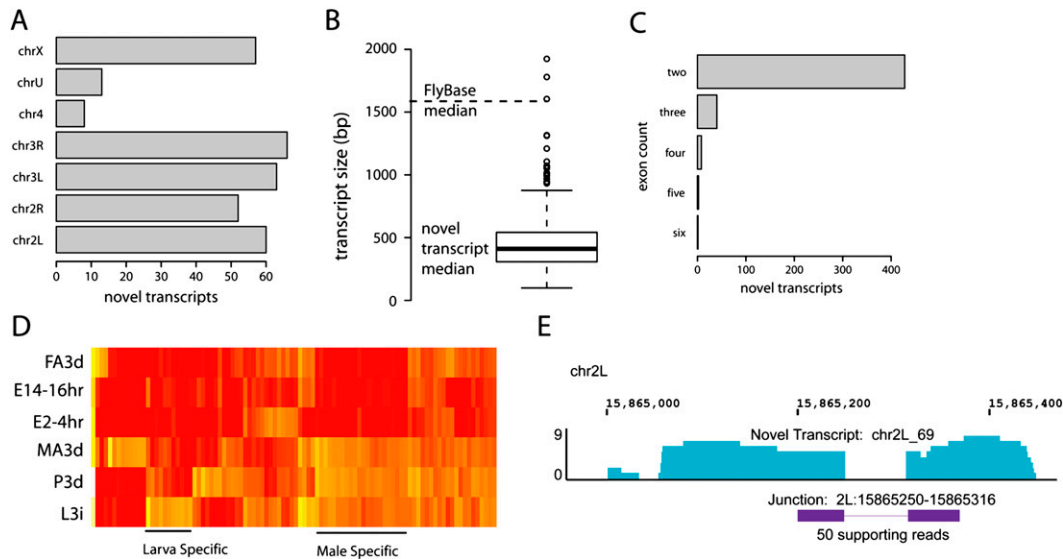 A
chrX
chrU
chr4
chr3R
chr3L
chr2R
chr2L
0 10 20 30 40 50 60
novel transcripts
B
transcript size (bp)
2000
1500
1000
500
0
FlyBase
median
novel
transcript
median
C
exon count
two
three
four
five
six
0 100 200 300 400
novel transcripts
D
FA3d
E14-16hr
E2-4hr
MA3d
P3d
L3i
Larva Specific
Male Specific
E
chr2L
15,865,000 15,865,200 15,865,400
9
0
Novel Transcript: chr2L_69
Junction: 2L:15865250-15865316
50 supporting reads